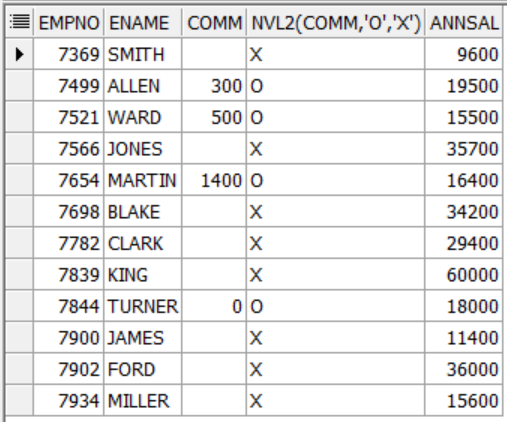 EMPNO ENAME COMM NVL2(COMM,'O','X') ANNSAL
7369 SMITH X 9600
7499 ALLEN 300 O 19500
7521 WARD 500 O 15500
7566 JONES X 35700
7654 MARTIN 1400 O 16400
7698 BLAKE X 34200
7782 CLARK X 29400
7839 KING X 60000
7844 TURNER 0 O 18000
7900 JAMES X 11400
7902 FORD X 36000
7934 MILLER X 15600